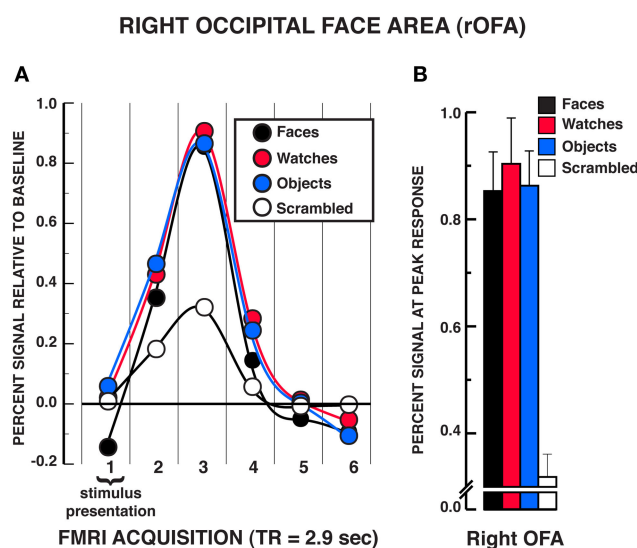 RIGHT OCCIPITAL FACE AREA (rOFA)
A
PERCENT SIGNAL RELATIVE TO BASELINE
1.0
0.8
0.6
0.4
0.2
0.0
-0.2
Faces
Watches
Objects
Scrambled
1 2 3 4 5 6
stimulus
presentation
FMRI ACQUISITION (TR = 2.9 sec)
B
PERCENT SIGNAL AT PEAK RESPONSE
1.0
0.8
0.6
0.4
0.0
Faces
Watches
Objects
Scrambled
Right OFA